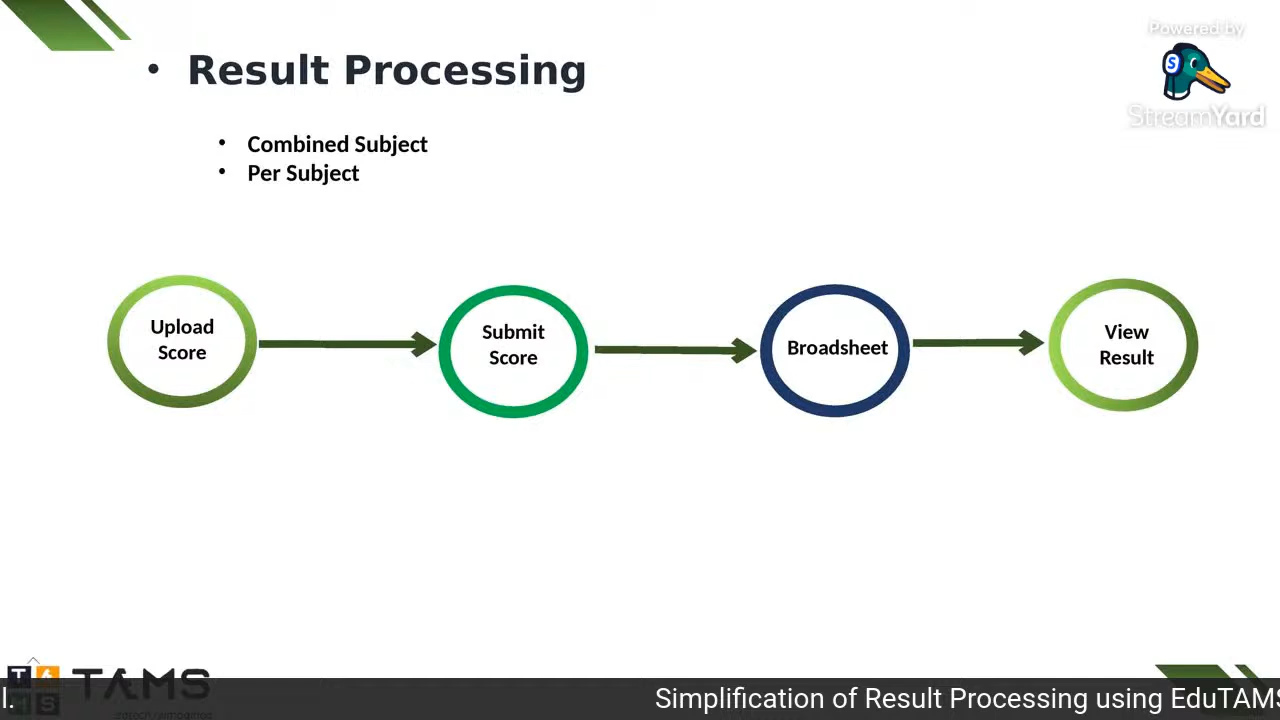 Powered by
StreamYard
• Result Processing
• Combined Subject
• Per Subject
Upload
Score
Submit
Score
Broadsheet
View
Result
TAMS
l.
Simplification of Result Processing using EduTAMS